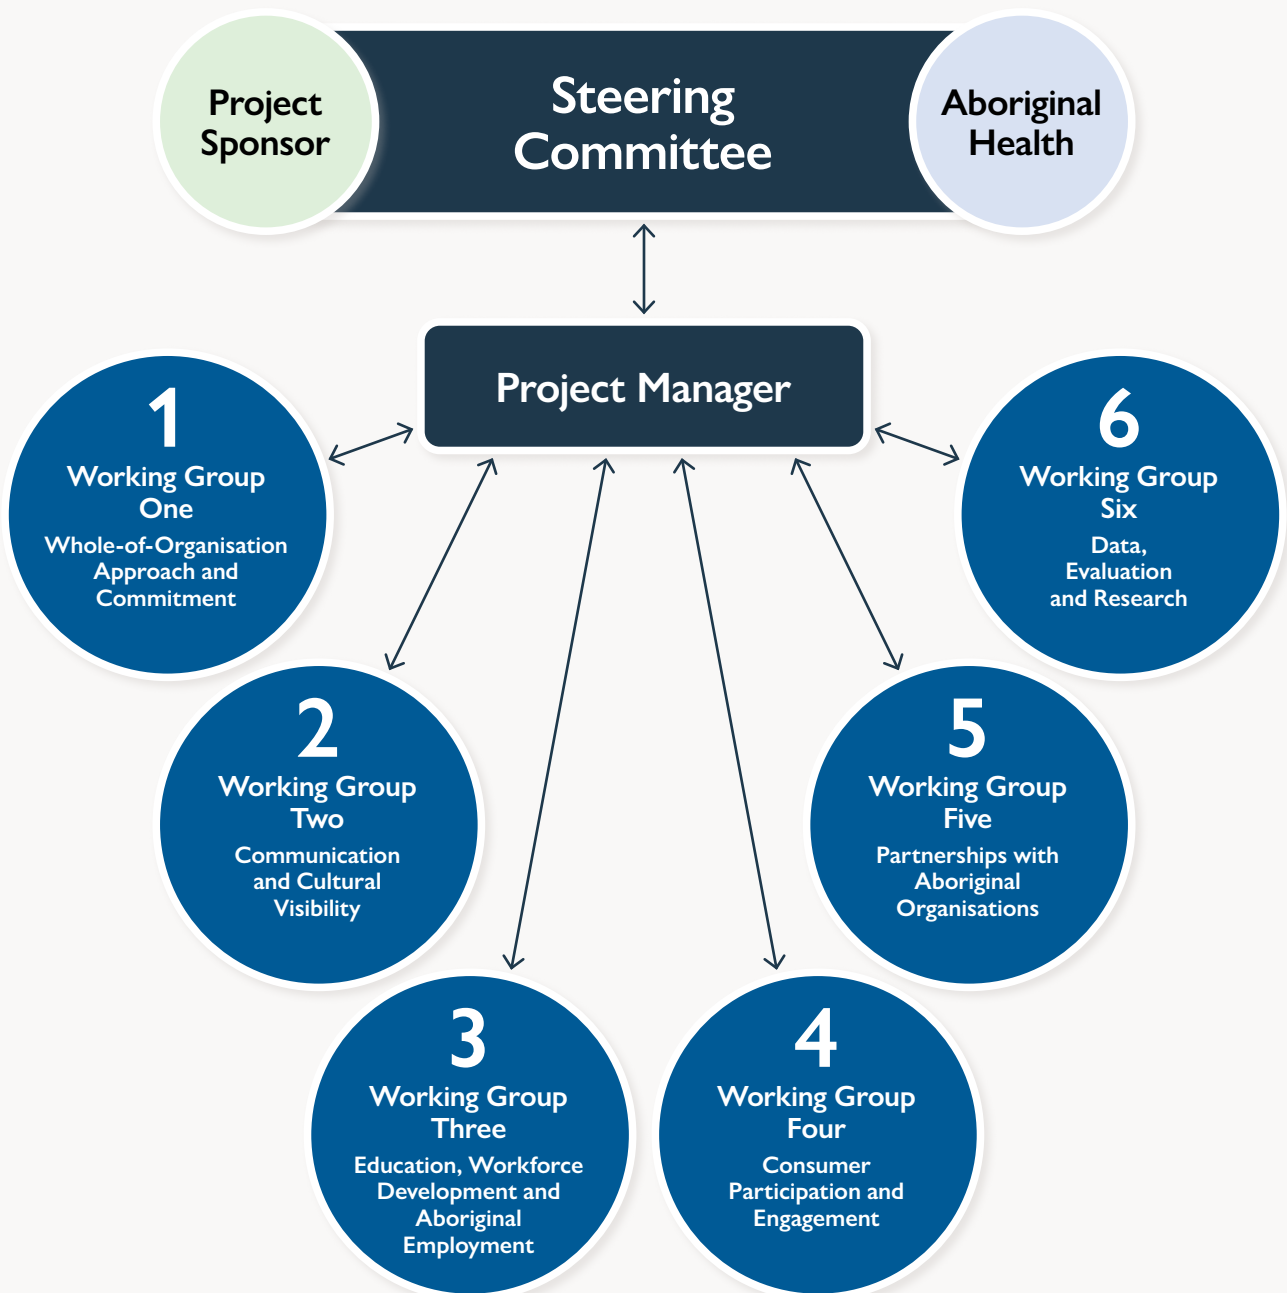 Project
Sponsor
Steering
Committee
Aboriginal
Health
Project Manager
1
Working Group
One
Whole-of-Organisation
Approach and
Commitment
6
Working Group
Six
Data,
Evaluation
and Research
2
Working Group
Two
Communication
and Cultural
Visibility
5
Working Group
Five
Partnerships with
Aboriginal
Organisations
3
Working Group
Three
Education, Workforce
Development and
Aboriginal
Employment
4
Working Group
Four
Consumer
Participation and
Engagement